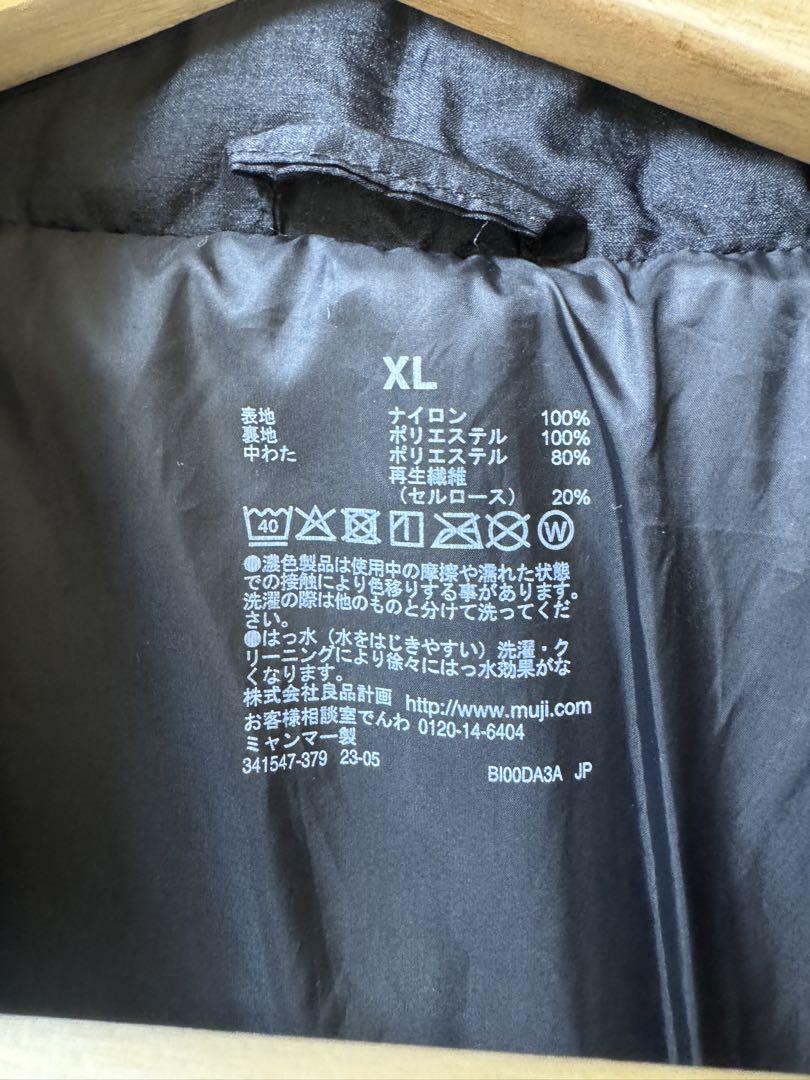 XL
表地 ナイロン 100%
裏地 ポリエステル 100%
中わた ポリエステル 80%
再生繊維
（セルロース） 20%
40 W
●濃色製品は使用中の摩擦や濡れた状態
での接触により色移りする事があります。
洗濯の際は他のものと分けて洗ってくだ
さい。
●はっ水（水をはじきやすい）洗濯・ク
リーニングにより徐々にはっ水効果がな
くなります。
株式会社良品計画 http://www.muji.com
お客様相談室でんわ 0120-14-6404
ミャンマー製
341547-379 23-05 BI00DA3A JP